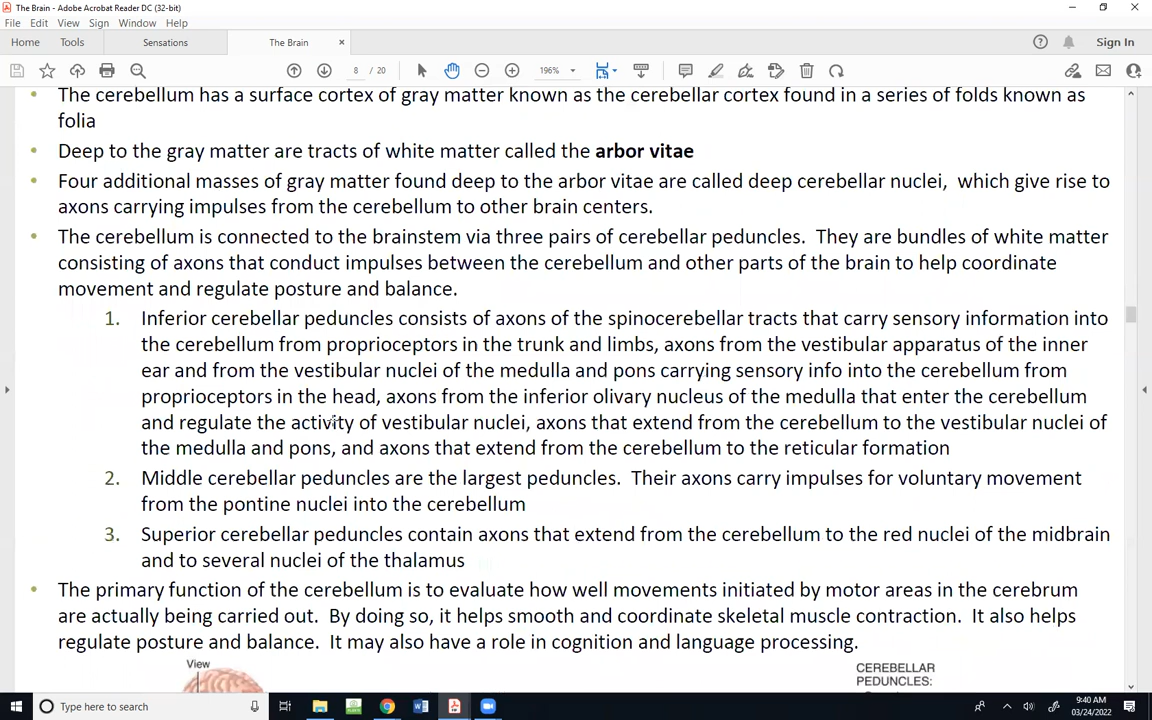 The Brain - Adobe Acrobat Reader DC (32-bit)
File Edit View Sign Window Help
Home Tools Sensations The Brain × Sign In
8 / 20 196%
• The cerebellum has a surface cortex of gray matter known as the cerebellar cortex found in a series of folds known as
folia
• Deep to the gray matter are tracts of white matter called the arbor vitae
• Four additional masses of gray matter found deep to the arbor vitae are called deep cerebellar nuclei, which give rise to
axons carrying impulses from the cerebellum to other brain centers.
• The cerebellum is connected to the brainstem via three pairs of cerebellar peduncles. They are bundles of white matter
consisting of axons that conduct impulses between the cerebellum and other parts of the brain to help coordinate
movement and regulate posture and balance.
1. Inferior cerebellar peduncles consists of axons of the spinocerebellar tracts that carry sensory information into
the cerebellum from proprioceptors in the trunk and limbs, axons from the vestibular apparatus of the inner
ear and from the vestibular nuclei of the medulla and pons carrying sensory info into the cerebellum from
proprioceptors in the head, axons from the inferior olivary nucleus of the medulla that enter the cerebellum
and regulate the activity of vestibular nuclei, axons that extend from the cerebellum to the vestibular nuclei of
the medulla and pons, and axons that extend from the cerebellum to the reticular formation
2. Middle cerebellar peduncles are the largest peduncles. Their axons carry impulses for voluntary movement
from the pontine nuclei into the cerebellum
3. Superior cerebellar peduncles contain axons that extend from the cerebellum to the red nuclei of the midbrain
and to several nuclei of the thalamus
• The primary function of the cerebellum is to evaluate how well movements initiated by motor areas in the cerebrum
are actually being carried out. By doing so, it helps smooth and coordinate skeletal muscle contraction. It also helps
regulate posture and balance. It may also have a role in cognition and language processing.
View
CEREBELLAR
PEDUNCLES:
Type here to search
9:40 AM
03/24/2022